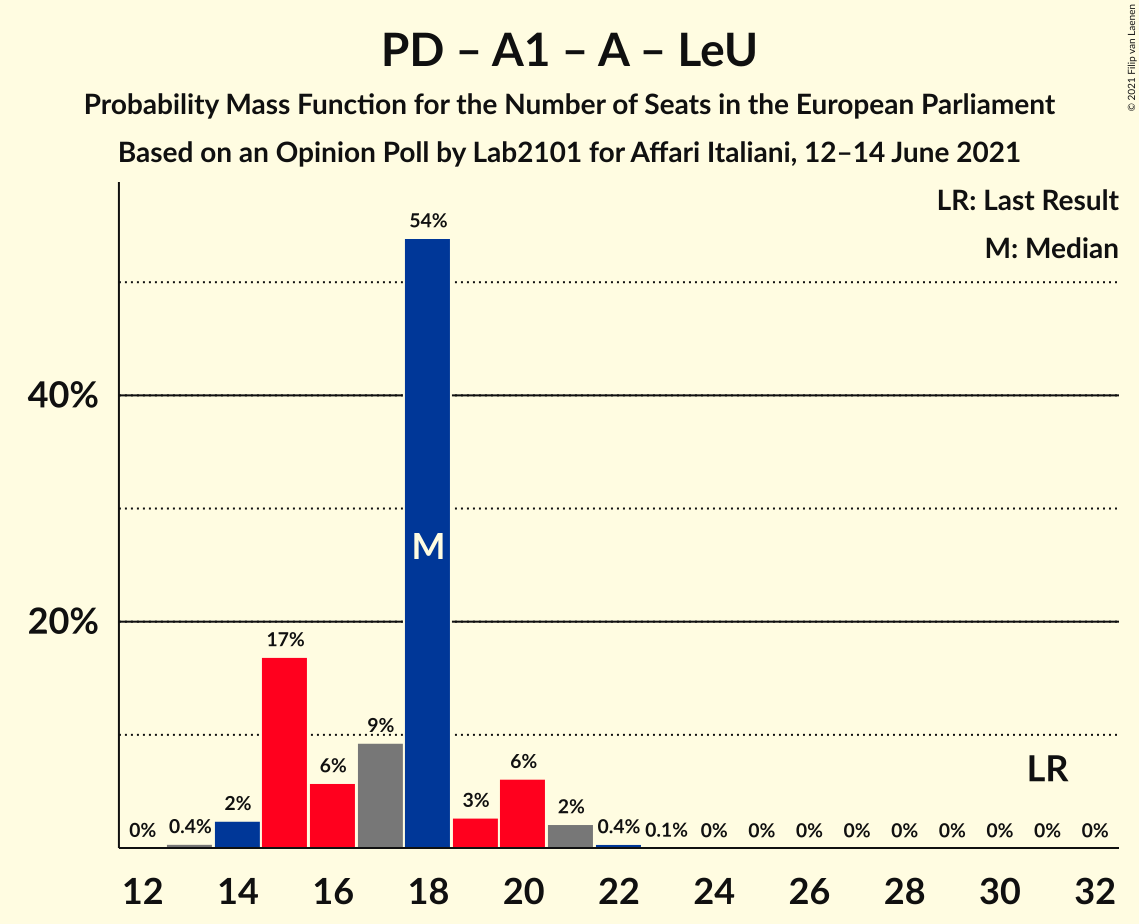 PD – A1 – A – LeU
Probability Mass Function for the Number of Seats in the European Parliament
Based on an Opinion Poll by Lab2101 for Affari Italiani, 12–14 June 2021
© 2021 Filip van Laenen
LR: Last Result
M: Median
54%
40%
M
20%
17%
9%
LR
6%
6%
3%
2%
2%
0%
0.4%
0.4%
0.1%
0%
0%
0%
0%
0%
0%
0%
0%
0%
12 14 16 18 20 22 24 26 28 30 32